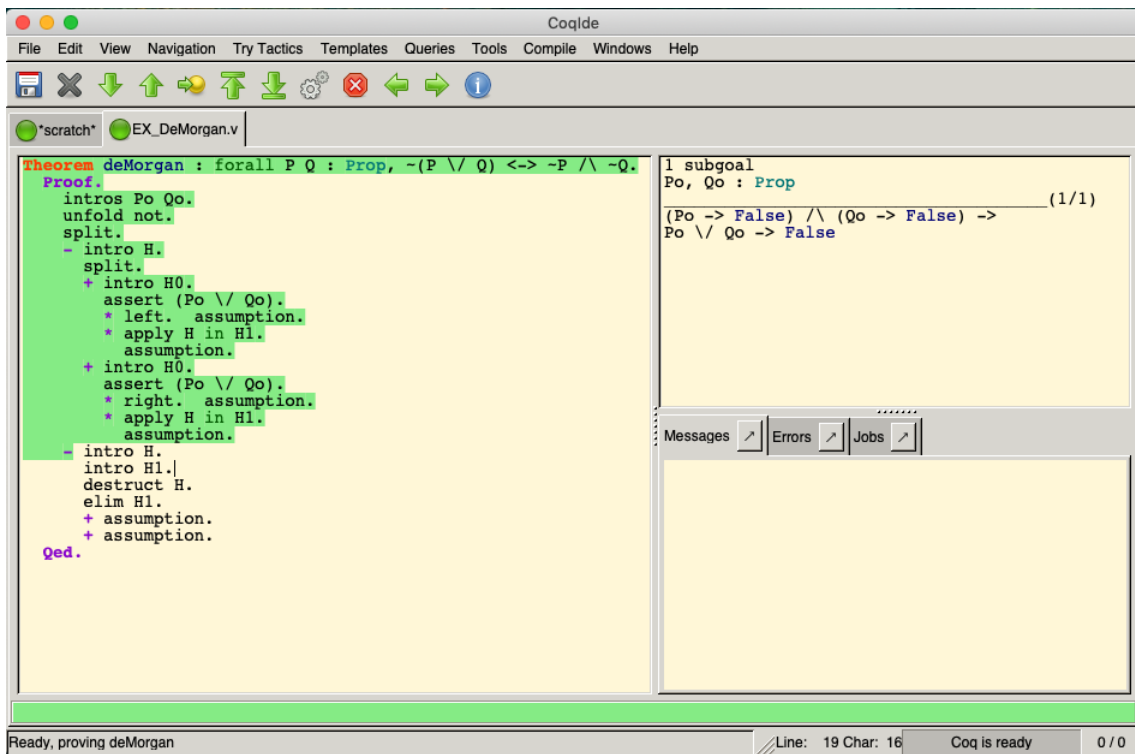 CoqIde
File Edit View Navigation Try Tactics Templates Queries Tools Compile Windows Help
*scratch* EX_DeMorgan.v
Theorem deMorgan : forall P Q : Prop, ~(P \/ Q) <-> ~P /\ ~Q.
Proof.
intros Po Qo.
unfold not.
split.
- intro H.
split.
+ intro H0.
assert (Po \/ Qo).
* left.  assumption.
* apply H in H1.
assumption.
+ intro H0.
assert (Po \/ Qo).
* right.  assumption.
* apply H in H1.
assumption.
- intro H.
intro H1.
destruct H.
elim H1.
+ assumption.
+ assumption.
Qed.
1 subgoal
Po, Qo : Prop
______________________________________(1/1)
(Po -> False) /\ (Qo -> False) ->
Po \/ Qo -> False
Messages Errors Jobs
Ready, proving deMorgan
Line: 19 Char: 16 Coq is ready 0 / 0